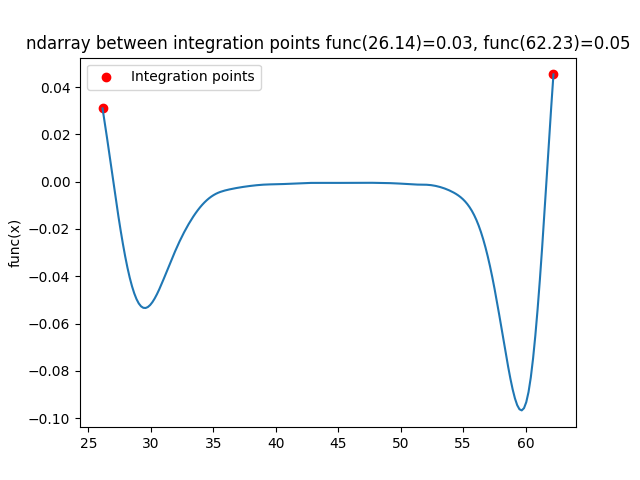 ndarray between integration points func(26.14)=0.03, func(62.23)=0.05
Integration points
func(x)
0.04
0.02
0.00
−0.02
−0.04
−0.06
−0.08
−0.10
25 30 35 40 45 50 55 60